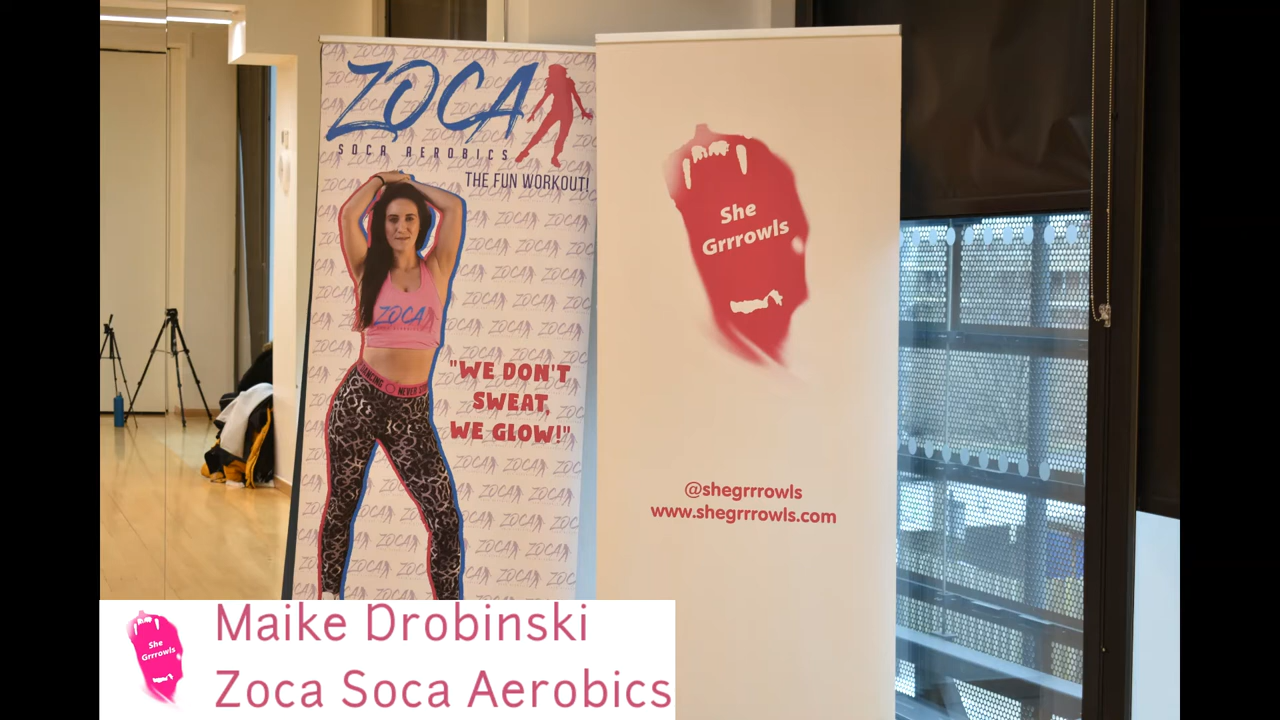 ZOCA
SOCA AEROBICS
THE FUN WORKOUT!
ZOCA
"WE DON'T
SWEAT,
WE GLOW!"
She
Grrrowls
@shegrrrowls
www.shegrrrowls.com
She
Grrrowls
Maike Drobinski
Zoca Soca Aerobics